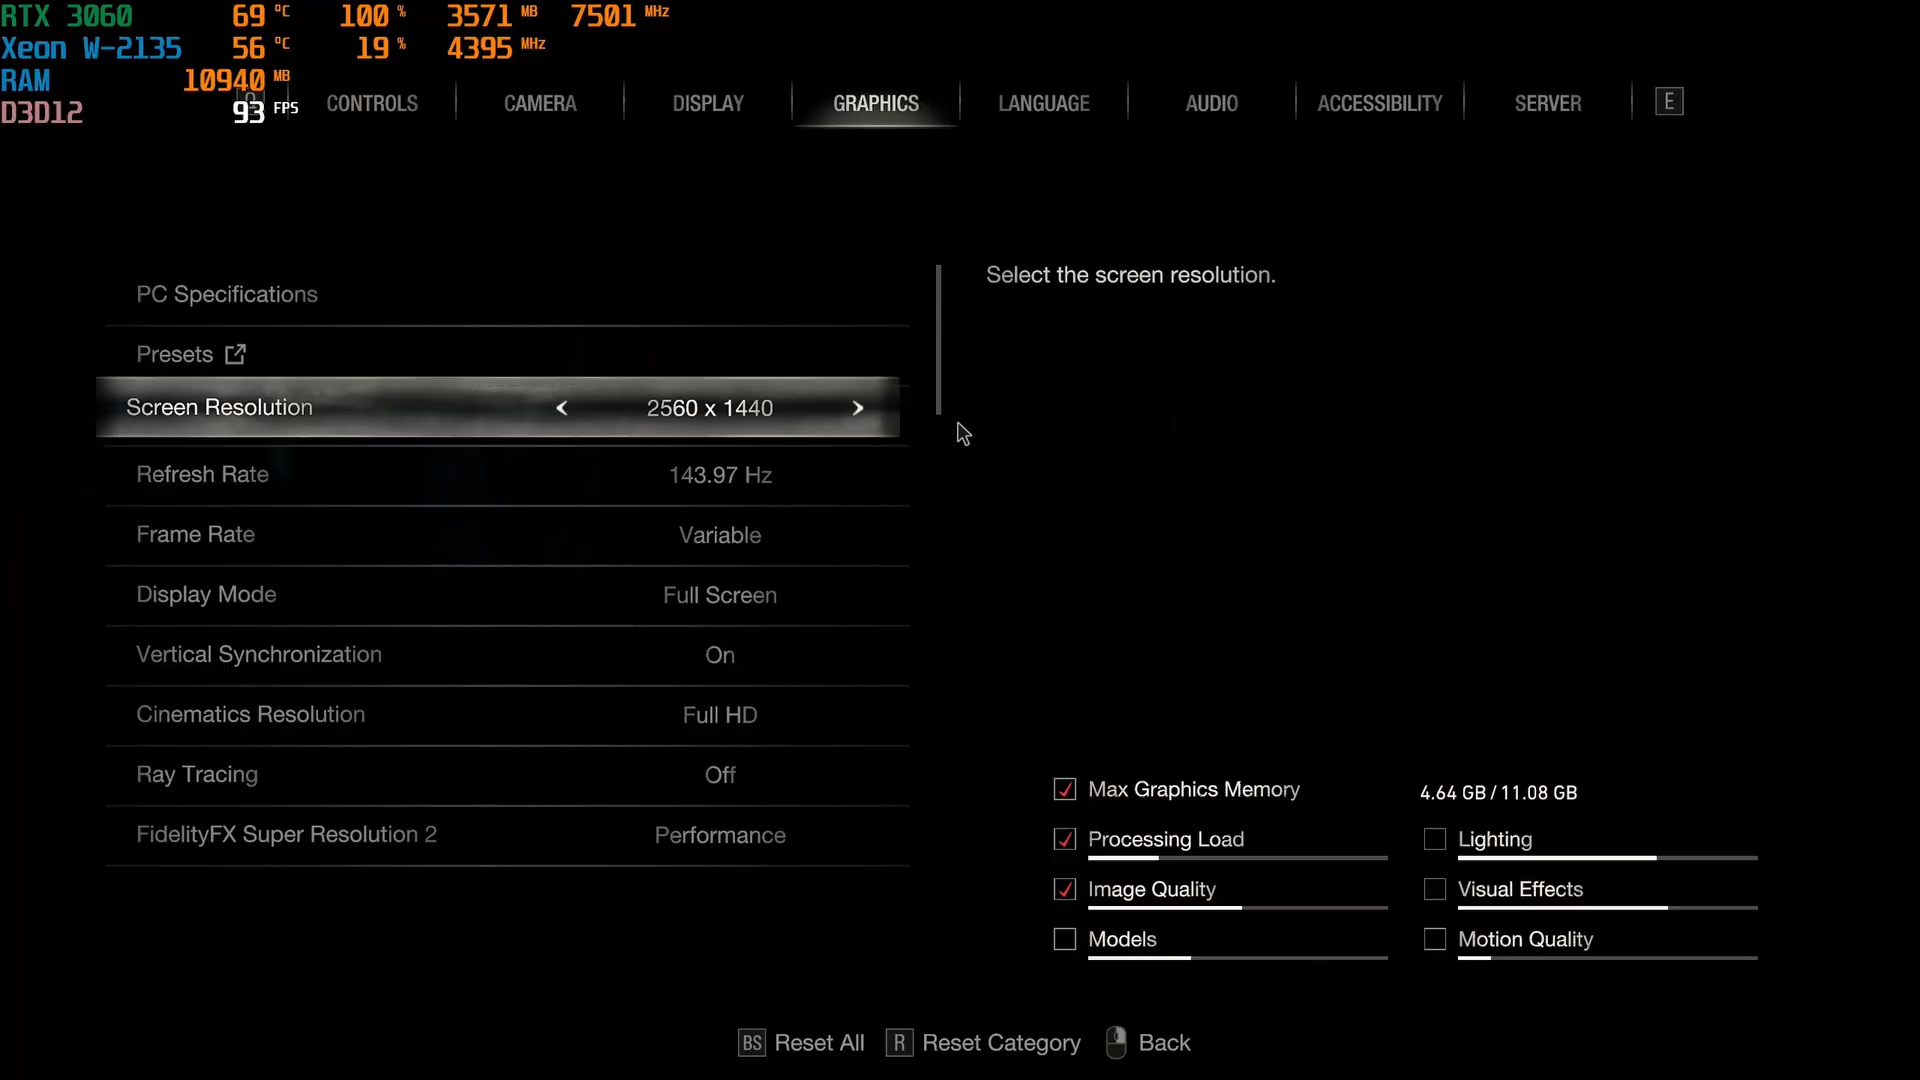 RTX 3060 69 °C 100 % 3571 MB 7501 MHz
Xeon W-2135 56 °C 19 % 4395 MHz
RAM 10940 MB
D3D12 93 FPS
Q CONTROLS CAMERA DISPLAY GRAPHICS LANGUAGE AUDIO ACCESSIBILITY SERVER E
PC Specifications
Select the screen resolution.
Presets
Screen Resolution 2560 x 1440
Refresh Rate 143.97 Hz
Frame Rate Variable
Display Mode Full Screen
Vertical Synchronization On
Cinematics Resolution Full HD
Ray Tracing Off
FidelityFX Super Resolution 2 Performance
Max Graphics Memory 4.64 GB / 11.08 GB
Processing Load Lighting
Image Quality Visual Effects
Models Motion Quality
BS Reset All R Reset Category Back